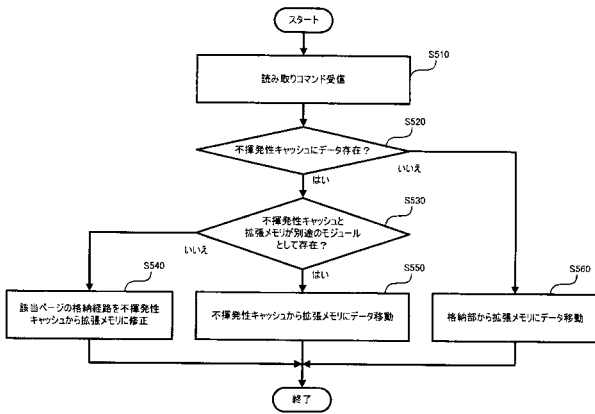 スタート
S510
読み取りコマンド受信
S520
不揮発性キャッシュにデータ存在？
はい
いいえ
S530
不揮発性キャッシュと
拡張メモリが別途のモジュール
として存在？
いいえ
はい
S540
該当ページの格納経路を不揮発性
キャッシュから拡張メモリに修正
S550
不揮発性キャッシュから拡張メモリにデータ移動
S560
格納部から拡張メモリにデータ移動
終了